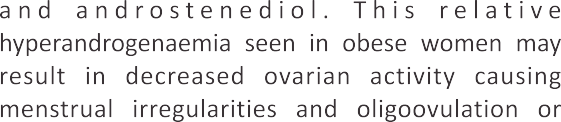 and androstenediol. This relative
hyperandrogenaemia seen in obese women may
result in decreased ovarian activity causing
menstrual irregularities and oligoovulation or